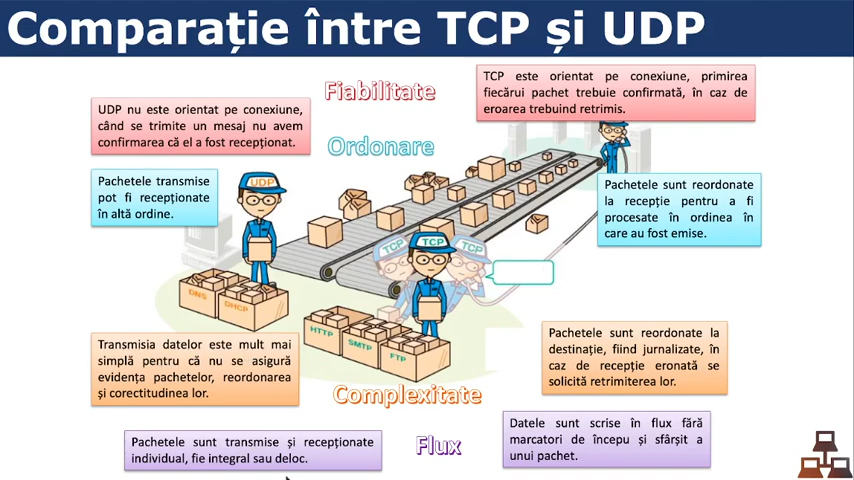 Comparație între TCP și UDP
Fiabilitate
TCP este orientat pe conexiune, primirea
fiecărui pachet trebuie confirmată, în caz de
eroarea trebuind retrimis.
UDP nu este orientat pe conexiune,
când se trimite un mesaj nu avem
confirmarea că el a fost recepționat.
Ordonare
Pachetele transmise
pot fi recepționate
în altă ordine.
UDP
Pachetele sunt reordonate
la recepție pentru a fi
procesate în ordinea în
care au fost emise.
TCP
TCP
TCP
DNS
DHCP
HTTP
SMTP
FTP
Transmisia datelor este mult mai
simplă pentru că nu se asigură
evidența pachetelor, reordonarea
și corectitudinea lor.
Pachetele sunt reordonate la
destinație, fiind jurnalizate, în
caz de recepție eronată se
solicită retrimiterea lor.
Complexitate
Pachetele sunt transmise și recepționate
individual, fie integral sau deloc.
Flux
Datele sunt scrise în flux fără
marcatori de începu și sfârșit a
unui pachet.